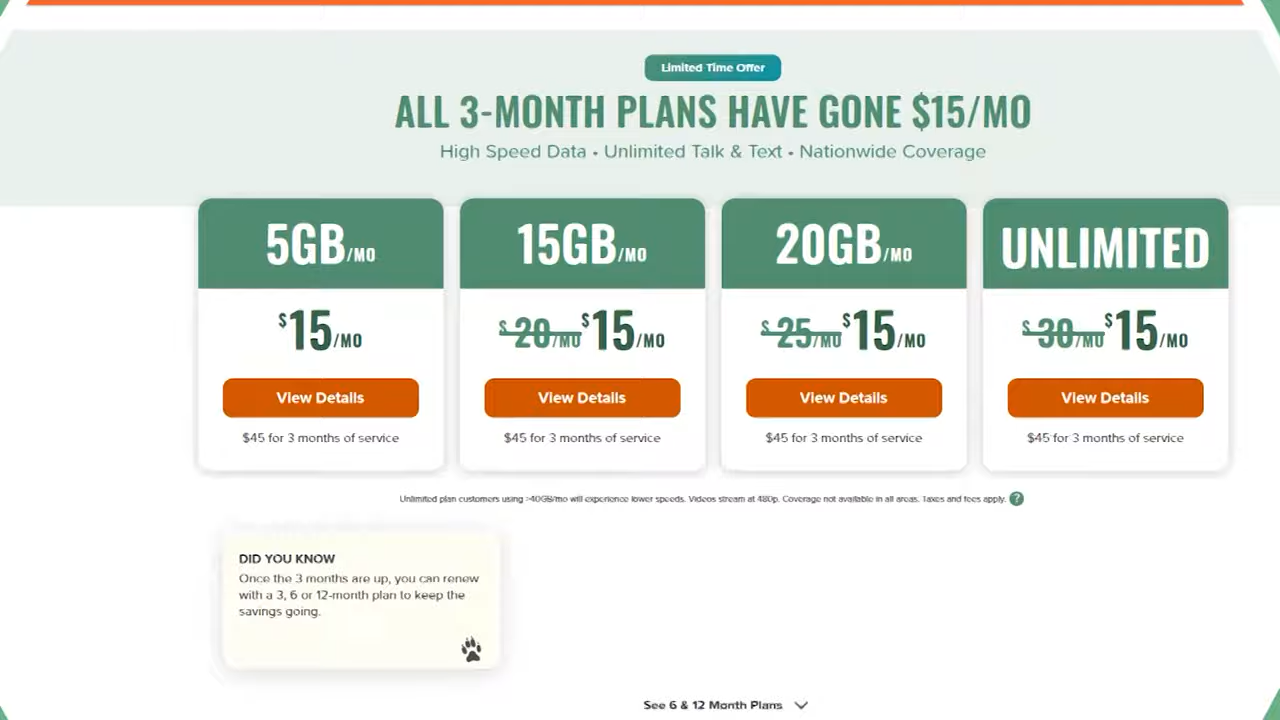 Limited Time Offer
ALL 3-MONTH PLANS HAVE GONE $15/MO
High Speed Data • Unlimited Talk & Text • Nationwide Coverage
5GB/MO
$15/MO
View Details
$45 for 3 months of service
15GB/MO
$20/MO $15/MO
View Details
$45 for 3 months of service
20GB/MO
$25/MO $15/MO
View Details
$45 for 3 months of service
UNLIMITED
$30/MO $15/MO
View Details
$45 for 3 months of service
Unlimited plan customers using >40GB/mo will experience lower speeds. Videos stream at 480p. Coverage not available in all areas. Taxes and fees apply. ?
DID YOU KNOW
Once the 3 months are up, you can renew
with a 3, 6 or 12-month plan to keep the
savings going.
See 6 & 12 Month Plans